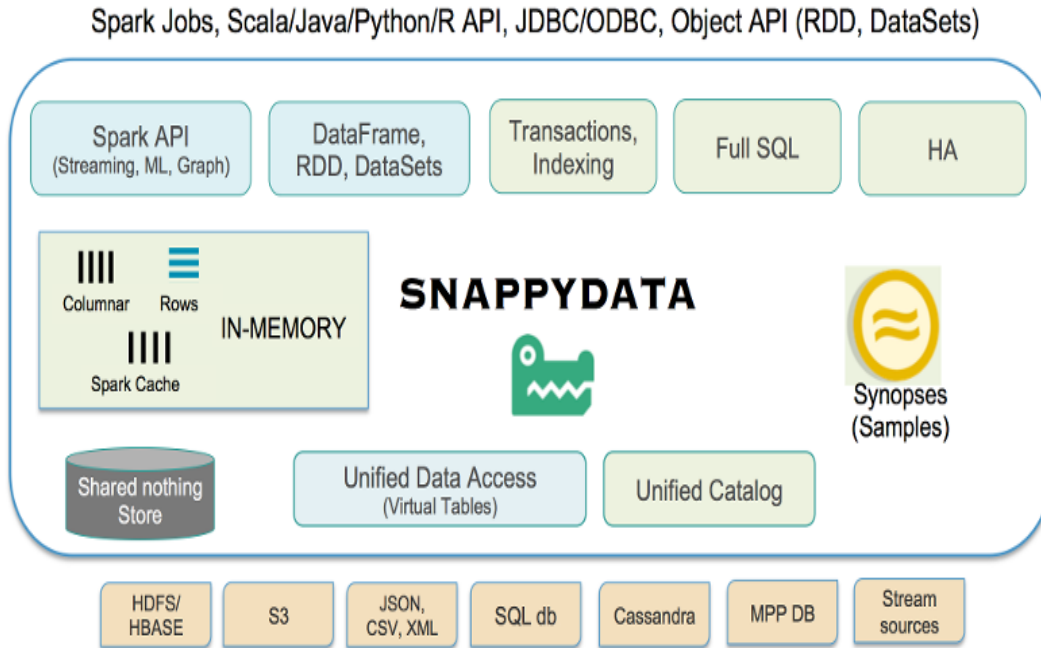 Spark Jobs, Scala/Java/Python/R API, JDBC/ODBC, Object API (RDD, DataSets)
Spark API
(Streaming, ML, Graph)
DataFrame,
RDD, DataSets
Transactions,
Indexing
Full SQL
HA
Columnar
Rows
IN-MEMORY
Spark Cache
SNAPPYDATA
Synopses
(Samples)
Shared nothing
Store
Unified Data Access
(Virtual Tables)
Unified Catalog
HDFS/
HBASE
S3
JSON,
CSV, XML
SQL db
Cassandra
MPP DB
Stream
sources